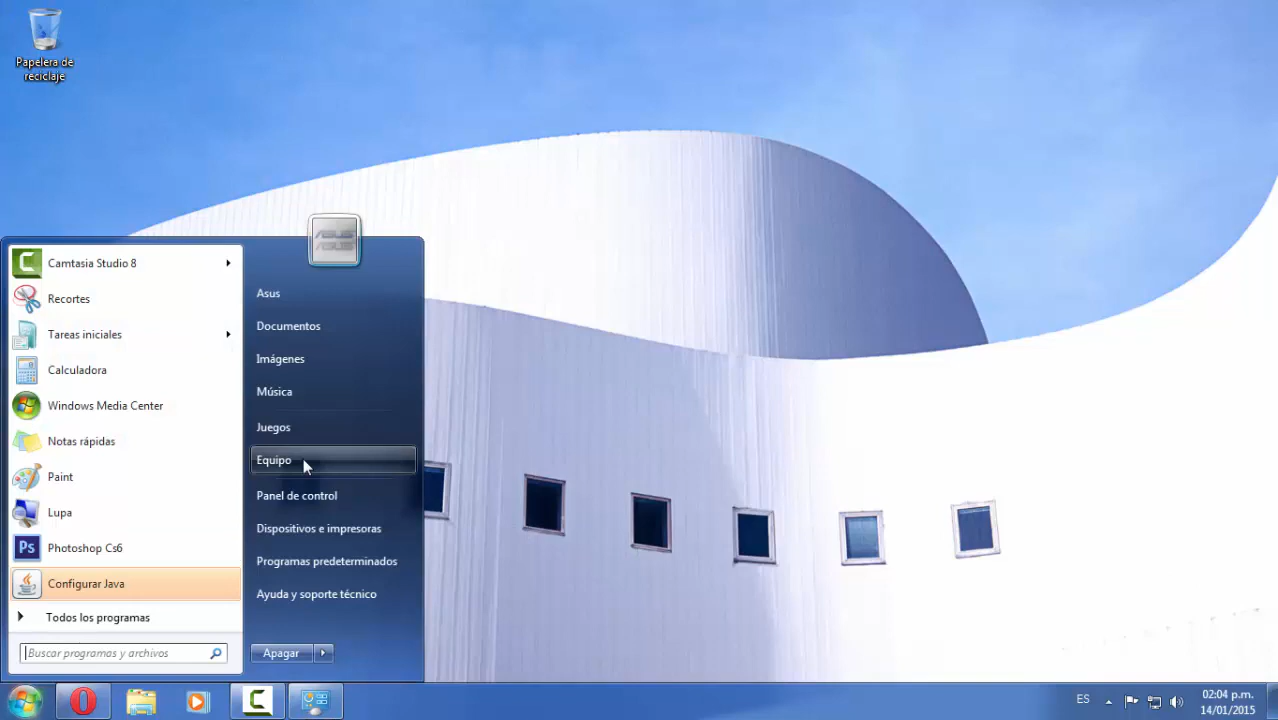 Papelera de
reciclaje
Camtasia Studio 8
Recortes
Tareas iniciales
Calculadora
Windows Media Center
Notas rápidas
Paint
Lupa
Ps
Photoshop Cs6
Configurar Java
Todos los programas
Buscar programas y archivos
ASUS
Asus
Documentos
Imágenes
Música
Juegos
Equipo
Panel de control
Dispositivos e impresoras
Programas predeterminados
Ayuda y soporte técnico
Apagar
ES
02:04 p.m.
14/01/2015